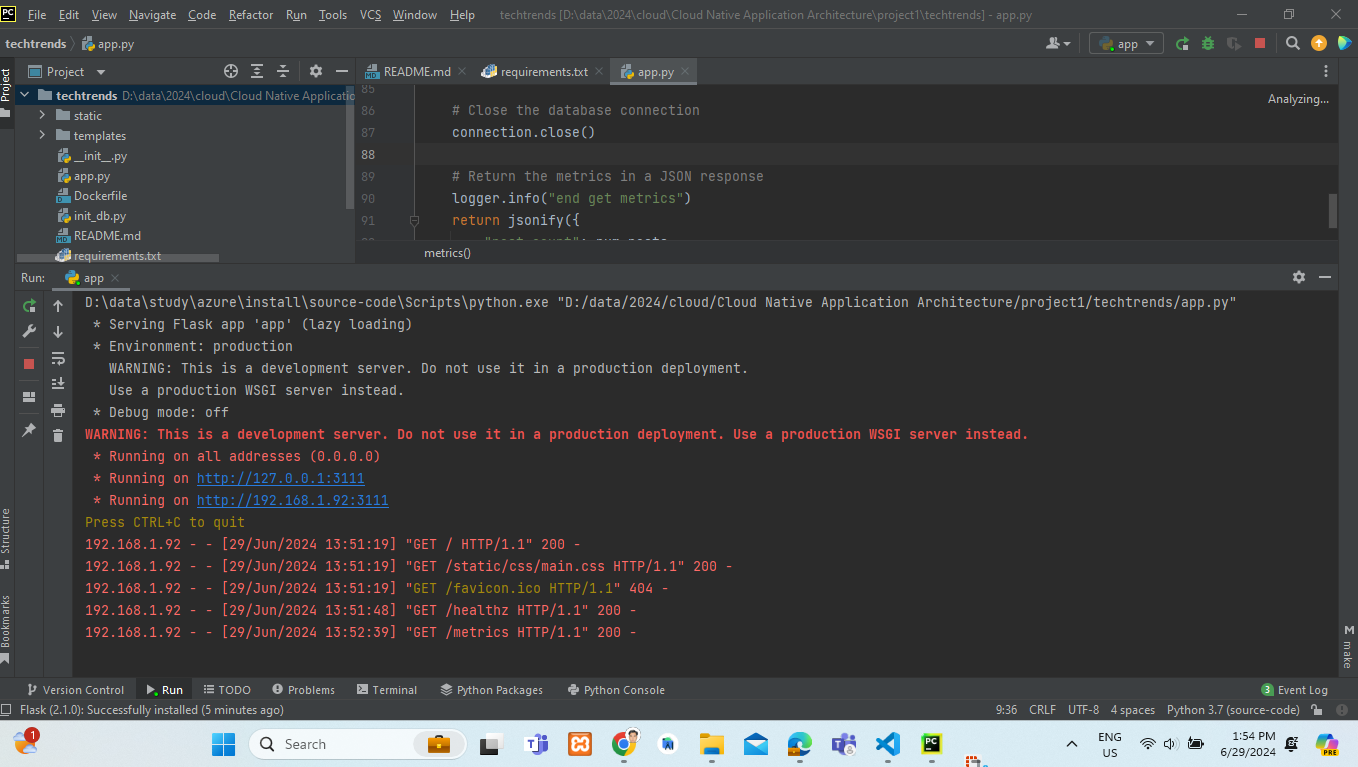 PC File Edit View Navigate Code Refactor Run Tools VCS Window Help techtrends [D:\data\2024\cloud\Cloud Native Application Architecture\project1\techtrends] - app.py
techtrends app.py app
Project
Project
README.md requirements.txt app.py
techtrends D:\data\2024\cloud\Cloud Native Applicatio
static
templates
__init__.py
app.py
Dockerfile
init_db.py
README.md
requirements.txt
Analyzing...
85
86 # Close the database connection
87 connection.close()
88
89 # Return the metrics in a JSON response
90 logger.info("end get metrics")
91 return jsonify({
metrics()
Run: app
D:\data\study\azure\install\source-code\Scripts\python.exe "D:/data/2024/cloud/Cloud Native Application Architecture/project1/techtrends/app.py"
* Serving Flask app 'app' (lazy loading)
* Environment: production
WARNING: This is a development server. Do not use it in a production deployment.
Use a production WSGI server instead.
* Debug mode: off
WARNING: This is a development server. Do not use it in a production deployment. Use a production WSGI server instead.
* Running on all addresses (0.0.0.0)
* Running on http://127.0.0.1:3111
* Running on http://192.168.1.92:3111
Press CTRL+C to quit
192.168.1.92 - - [29/Jun/2024 13:51:19] "GET / HTTP/1.1" 200 -
192.168.1.92 - - [29/Jun/2024 13:51:19] "GET /static/css/main.css HTTP/1.1" 200 -
192.168.1.92 - - [29/Jun/2024 13:51:19] "GET /favicon.ico HTTP/1.1" 404 -
192.168.1.92 - - [29/Jun/2024 13:51:48] "GET /healthz HTTP/1.1" 200 -
192.168.1.92 - - [29/Jun/2024 13:52:39] "GET /metrics HTTP/1.1" 200 -
Structure
Bookmarks
M make
Version Control Run TODO Problems Terminal Python Packages Python Console 3 Event Log
Flask (2.1.0): Successfully installed (5 minutes ago) 9:36 CRLF UTF-8 4 spaces Python 3.7 (source-code)
1 Search ENG 1:54 PM
US 6/29/2024 PRE